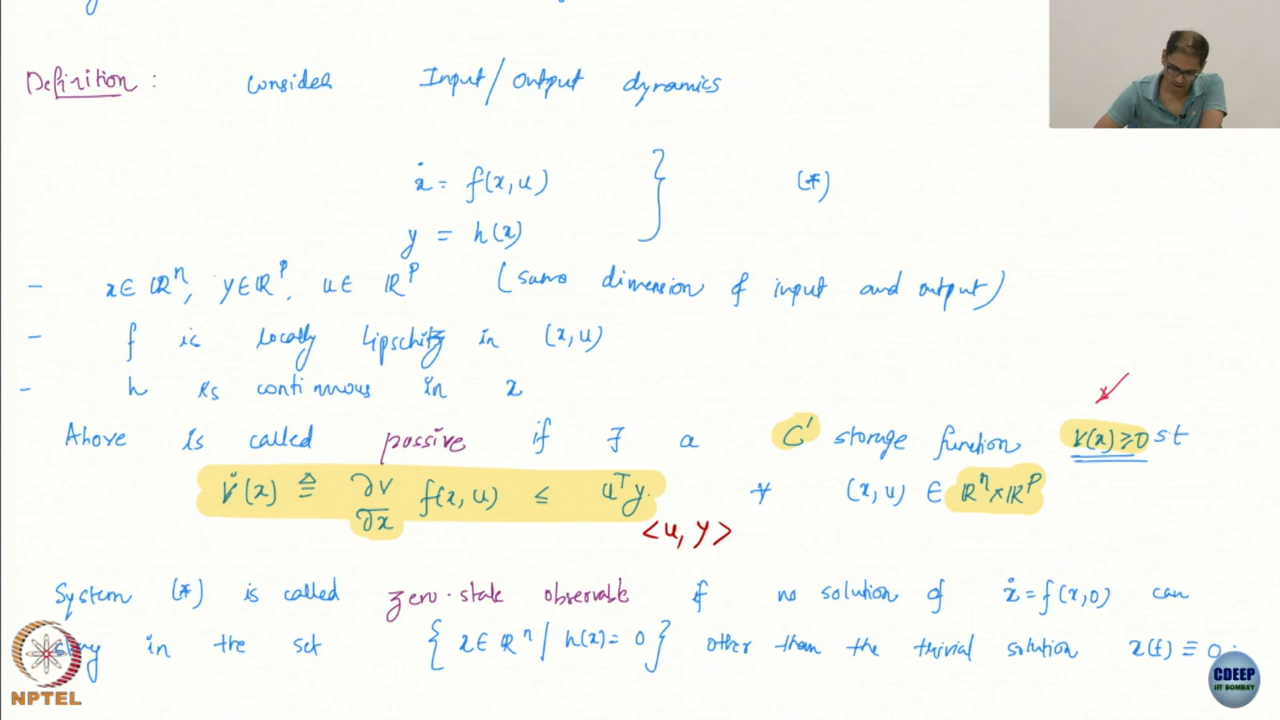 Definition : Consider Input/output dynamics
ẋ = f(x,u) } (*)
y = h(x)
- x ∈ ℝⁿ, y ∈ ℝᵖ, u ∈ ℝᵖ (same dimension of input and output)
- f is locally lipschitz in (x,u)
- h is continuous in x
Above is called passive if ∃ a C¹ storage function V(x) ≥ 0 st
V̇(x) ≜ ∂V/∂x f(x,u) ≤ uᵀy. ∀ (x,u) ∈ ℝⁿ×ℝᵖ
<u, y>
System (*) is called zero-state observable if no solution of ẋ = f(x,0) can
stay in the set {x ∈ ℝⁿ | h(x) = 0} other than the trivial solution x(t) ≡ 0.
NPTEL
CDEEP
IIT BOMBAY